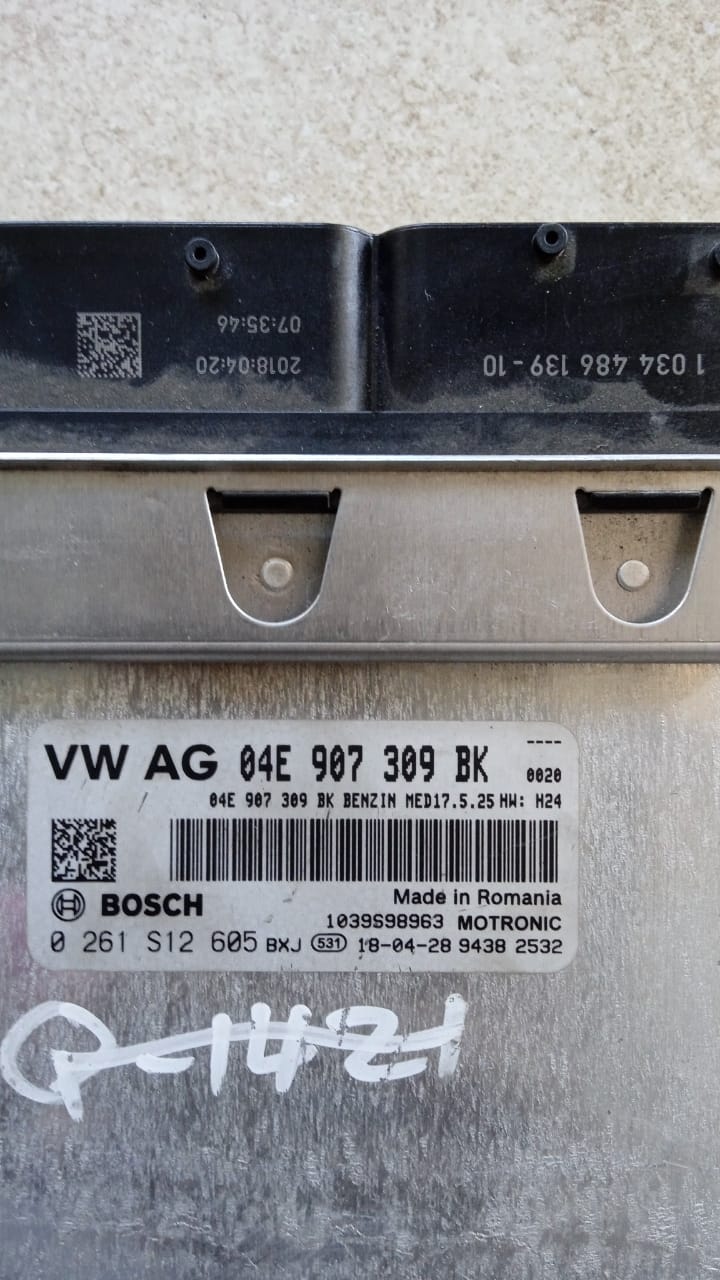 07:35:46
2018:04:20
1 034 486 139 - 10
VW AG 04E 907 309 BK
----
0020
04E 907 309 BK BENZIN MED17.5.25 HW: H24
BOSCH
Made in Romania
1039S98963 MOTRONIC
0 261 S12 605 BXJ 531 18-04-28 9438 2532
P-1421